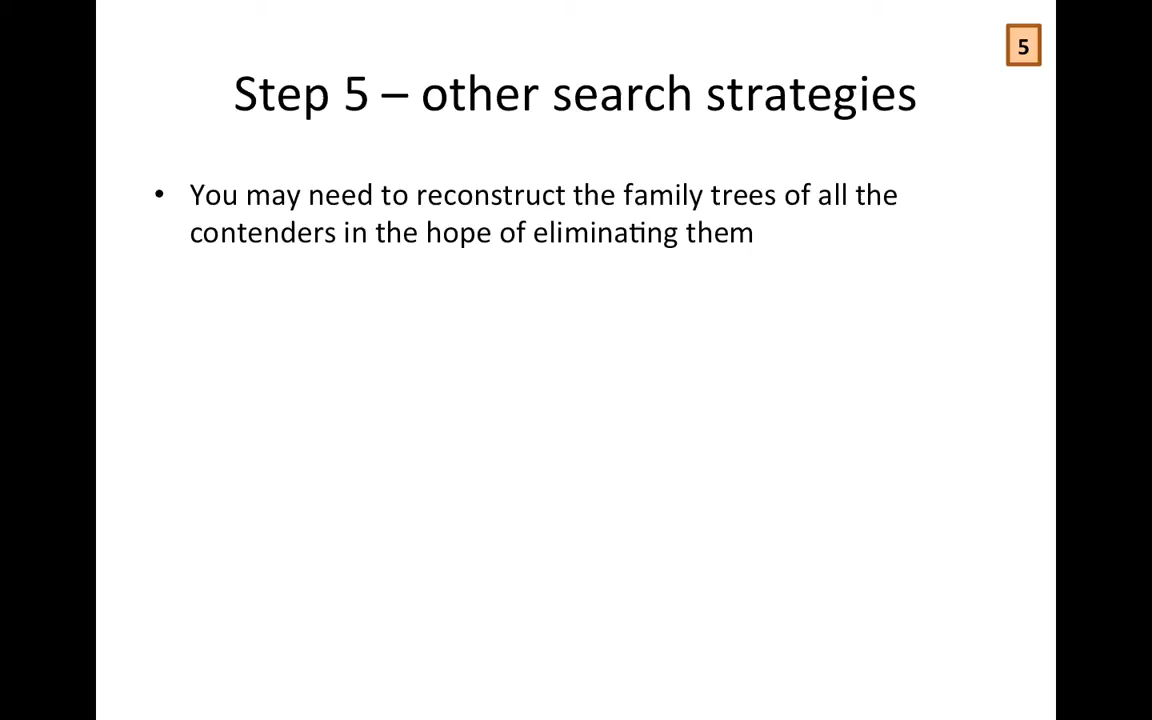 5
Step 5 – other search strategies
• You may need to reconstruct the family trees of all the
contenders in the hope of eliminating them